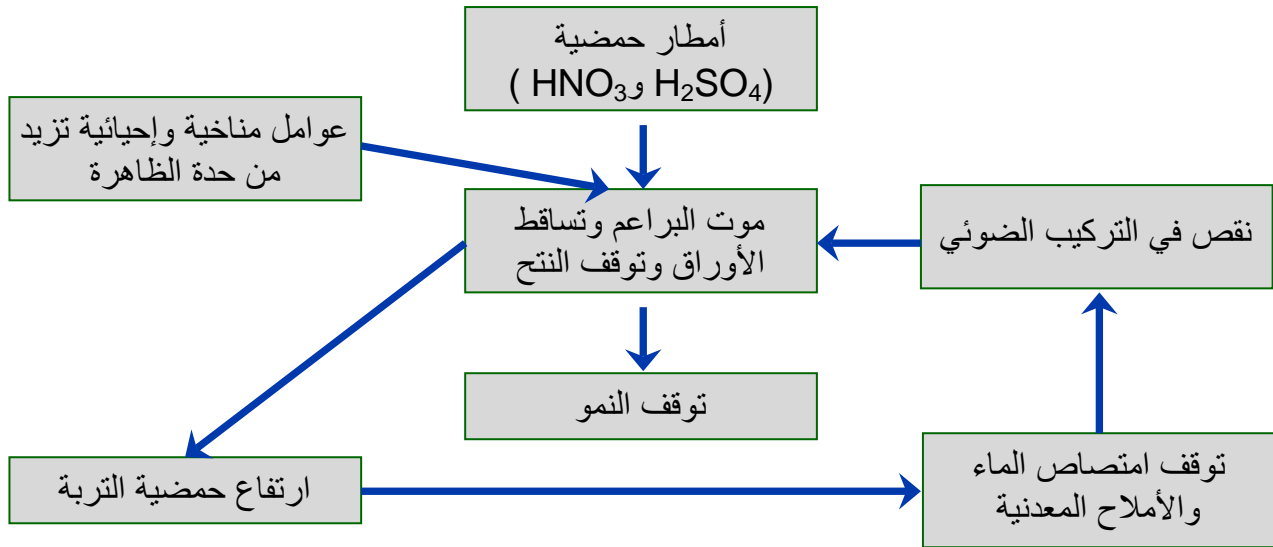 أمطار حمضية
(H₂SO₄ و HNO₃ )
عوامل مناخية وإحيائية تزيد
من حدة الظاهرة
موت البراعم وتساقط
الأوراق وتوقف النتح
نقص في التركيب الضوئي
توقف النمو
توقف امتصاص الماء
والأملاح المعدنية
ارتفاع حمضية التربة